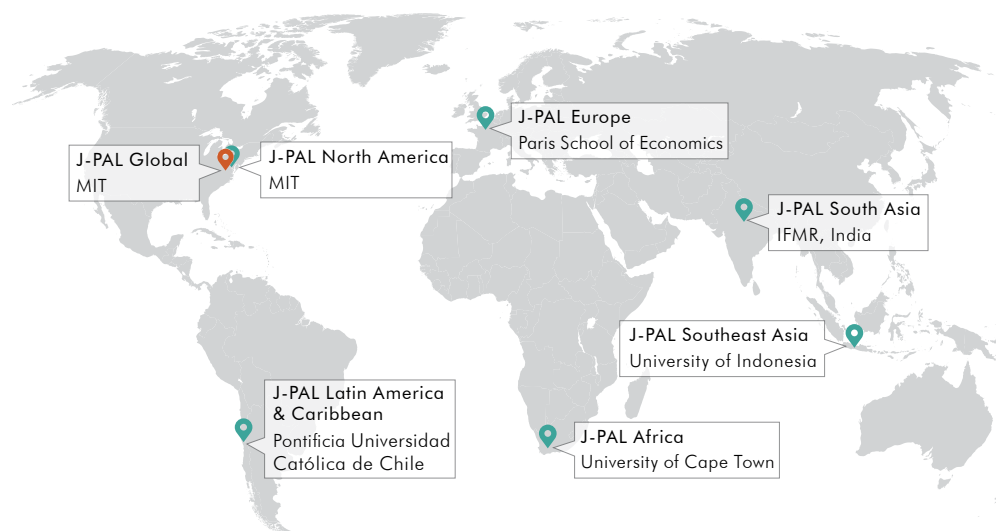 J-PAL Europe
Paris School of Economics
J-PAL Global
MIT
J-PAL North America
MIT
J-PAL South Asia
IFMR, India
J-PAL Southeast Asia
University of Indonesia
J-PAL Latin America
& Caribbean
Pontificia Universidad
Católica de Chile
J-PAL Africa
University of Cape Town